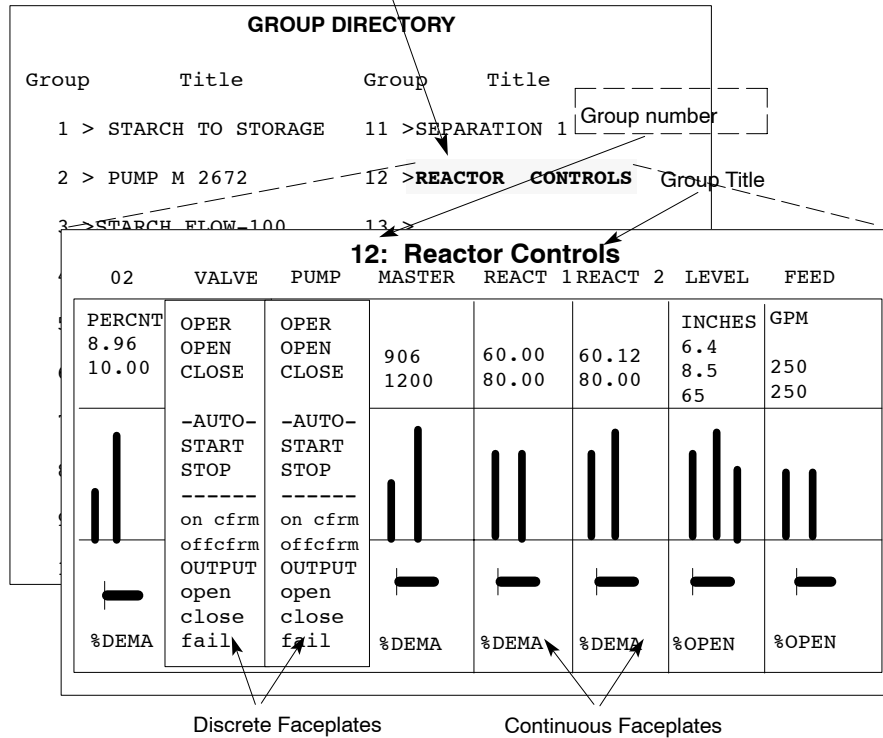 GROUP DIRECTORY
Group Title Group Title
1 > STARCH TO STORAGE 11 >SEPARATION 1
Group number
2 > PUMP M 2672 12 >REACTOR CONTROLS Group Title
3 >STARCH FLOW-100 13 >
12: Reactor Controls
02 VALVE PUMP MASTER REACT 1 REACT 2 LEVEL FEED
PERCNT OPER OPER INCHES GPM
8.96 OPEN OPEN 906 60.00 60.12 6.4
10.00 CLOSE CLOSE 1200 80.00 80.00 8.5 250
65 250
-AUTO- -AUTO-
START START
STOP STOP
------ ------
on cfrm on cfrm
offcfrm offcfrm
OUTPUT OUTPUT
open open
close close
%DEMA fail fail %DEMA %DEMA %DEMA %OPEN %OPEN
Discrete Faceplates Continuous Faceplates